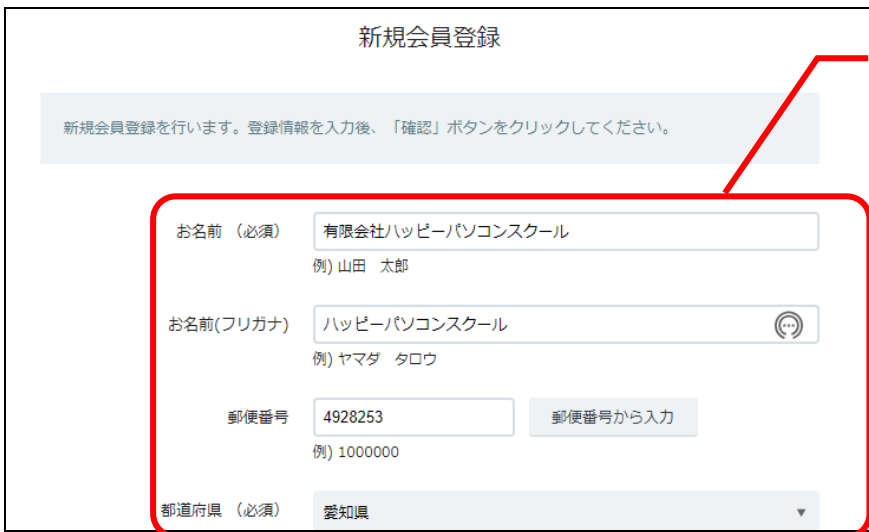 新規会員登録
新規会員登録を行います。登録情報を入力後、「確認」ボタンをクリックしてください。
お名前 （必須） 有限会社ハッピーパソコンスクール
例) 山田　太郎
お名前(フリガナ) ハッピーパソコンスクール
例) ヤマダ　タロウ
郵便番号 4928253 郵便番号から入力
例) 1000000
都道府県 （必須） 愛知県